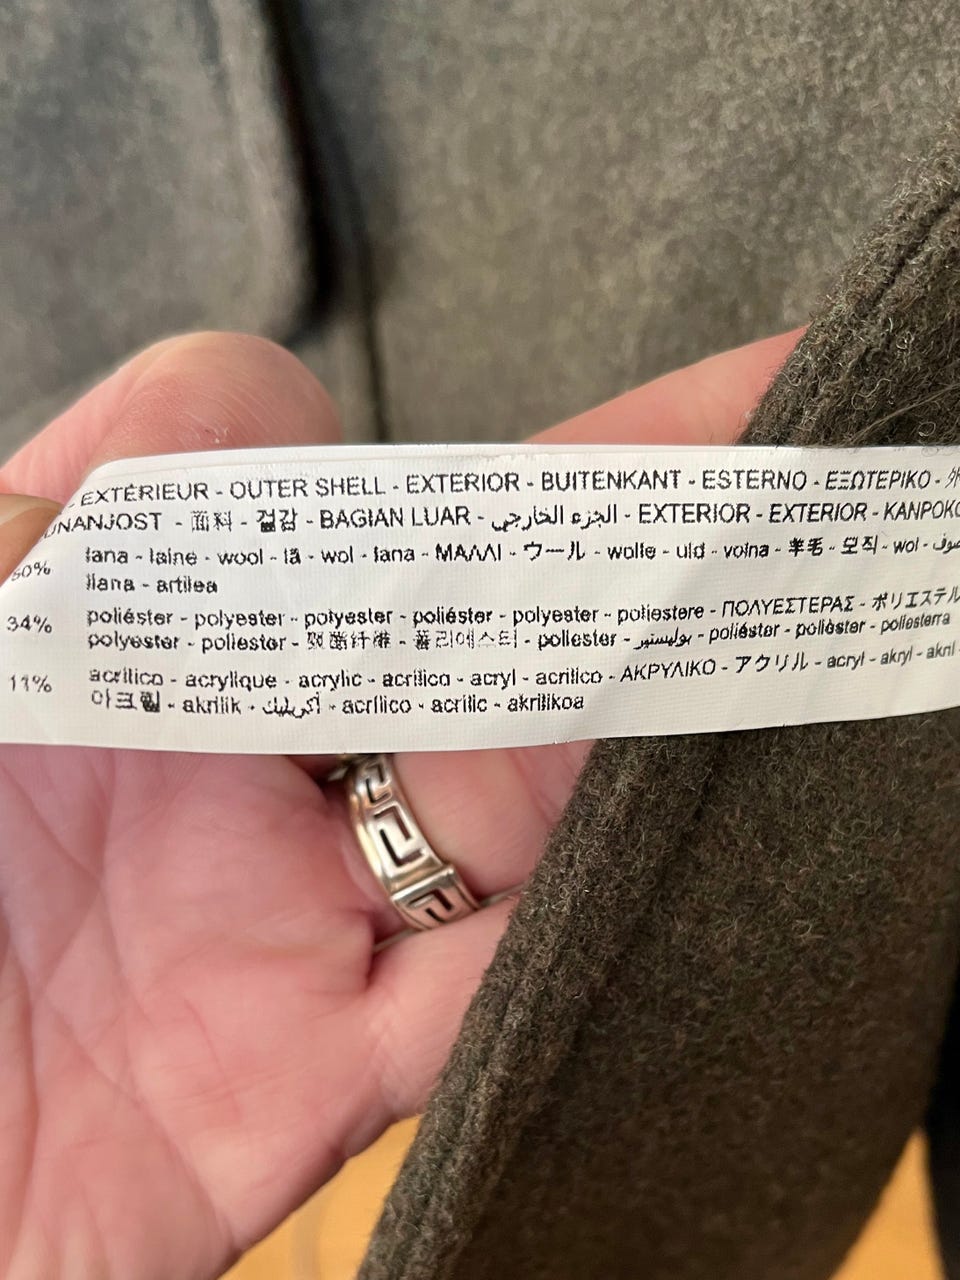 EXTÉRIEUR - OUTER SHELL - EXTERIOR - BUITENKANT - ESTERNO - ΕΞΩΤΕΡΙΚΟ - 外
- 面料 - 겉감 - BAGIAN LUAR - الجزء الخارجي - EXTERIOR - EXTERIOR - KANPOKO
lana - laine - wool - lã - wol - lana - ΜΑΛΛΙ - ウール - wolle - uld - volna - 羊毛 - 모직 - wol - صوف -
50% llana - artilea
34% poliéster - polyester - polyester - poliéster - polyester - poliestere - ΠΟΛΥΕΣΤΕΡΑΣ - ポリエステル
polyester - poliester - 聚酯纤维 - 폴리에스터 - poliester - بوليستير - poliéster - polièster - poliesterra
11% acrílico - acrylique - acrylic - acrílico - acryl - acrilico - ΑΚΡΥΛΙΚΟ - アクリル - acryl - akryl - akril -
아크릴 - akrilik - أكريليك - acrílico - acrílic - akrilikoa